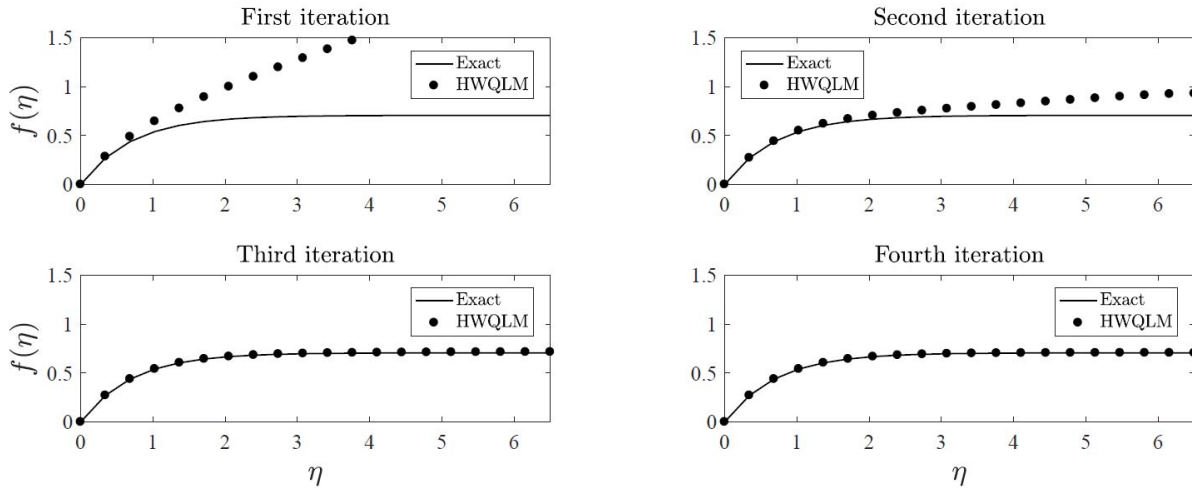 First iteration
1.5
1
0.5
0
f(η)
Exact
HWQLM
0 1 2 3 4 5 6
Second iteration
1.5
1
0.5
0
Exact
HWQLM
0 1 2 3 4 5 6
Third iteration
1.5
1
0.5
0
f(η)
Exact
HWQLM
0 1 2 3 4 5 6
η
Fourth iteration
1.5
1
0.5
0
Exact
HWQLM
0 1 2 3 4 5 6
η